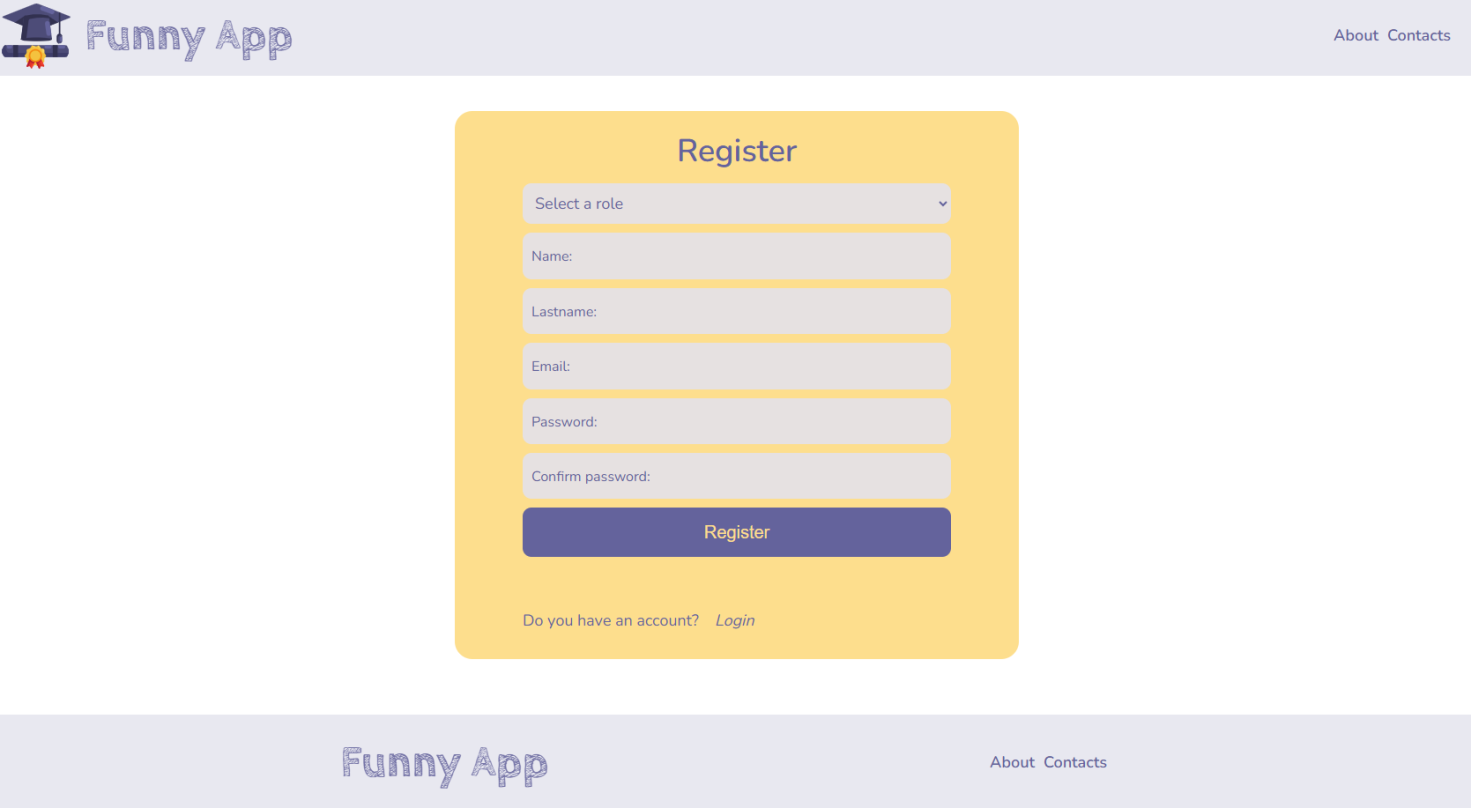 Funny App
About Contacts
Register
Select a role
Name:
Lastname:
Email:
Password:
Confirm password:
Register
Do you have an account? Login
Funny App
About Contacts